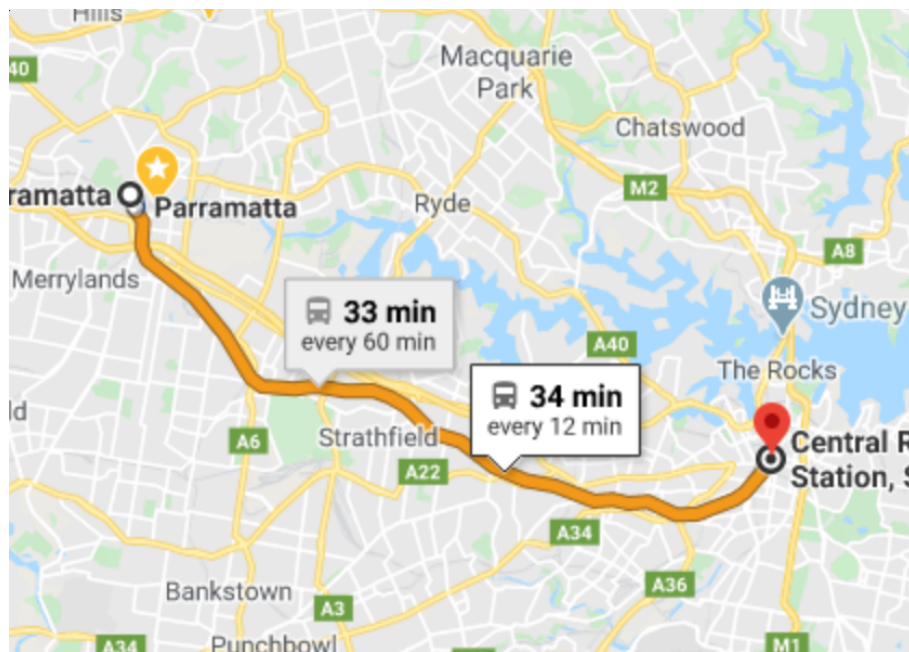 Hills
40
Macquarie
Park
Chatswood
M2
ramatta
Parramatta
Ryde
A8
Merrylands
33 min
every 60 min
Sydney
A40
The Rocks
34 min
every 12 min
ld
Strathfield
A6
A22
Central R
Station, S
A34
A36
Bankstown
A3
A34
Punchbowl
M1